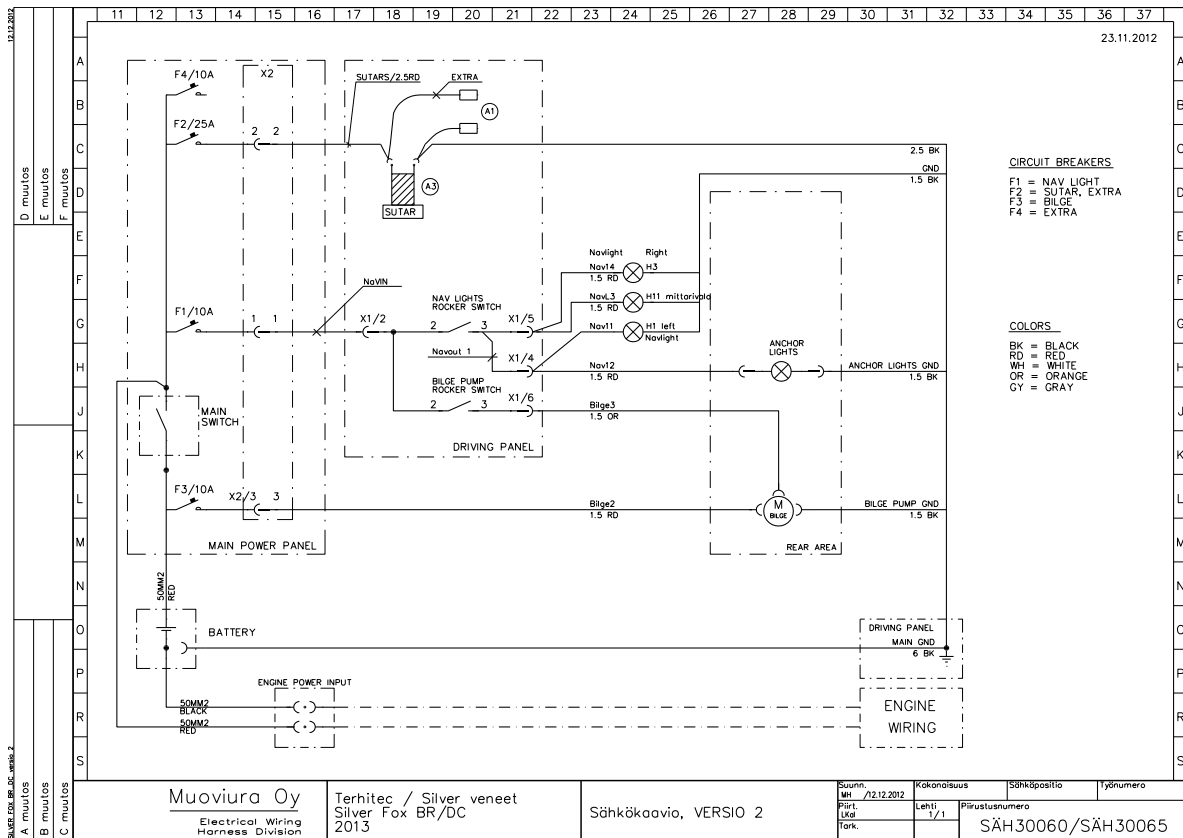 11 12 13 14 15 16 17 18 19 20 21 22 23 24 25 26 27 28 29 30 31 32 33 34 35 36 37
23.11.2012
12.12.2012
D muutos
E muutos
F muutos
A muutos
B muutos
C muutos
SILVER FOX BR DC versio 2
A A
B B
C C
D D
E E
F F
G G
H H
J J
K K
L L
M M
N N
O O
P P
R R
S S
F4/10A
X2
SUTARS/2.5RD
EXTRA
A1
F2/25A
2 2
2.5 BK
GND
1.5 BK
A3
SUTAR
CIRCUIT BREAKERS
F1 = NAV LIGHT
F2 = SUTAR, EXTRA
F3 = BILGE
F4 = EXTRA
Navlight Right
Nav14 H3
1.5 RD
NaVIN
NavL3 H11 mittarivalo
1.5 RD
NAV LIGHTS
ROCKER SWITCH
F1/10A
1 1
X1/2
2 3
X1/5
Nav11 H1 left
Navlight
COLORS
BK = BLACK
RD = RED
WH = WHITE
OR = ORANGE
GY = GRAY
Navout 1
X1/4
Nav12
1.5 RD
ANCHOR
LIGHTS
ANCHOR LIGHTS GND
1.5 BK
BILGE PUMP
ROCKER SWITCH
2 3
X1/6
Bilge3
1.5 OR
MAIN
SWITCH
DRIVING PANEL
F3/10A
X2/3 3
Bilge2
1.5 RD
M
BILGE
BILGE PUMP GND
1.5 BK
MAIN POWER PANEL
REAR AREA
50MM2
RED
BATTERY
DRIVING PANEL
MAIN GND
6 BK
ENGINE POWER INPUT
50MM2
BLACK
50MM2
RED
ENGINE
WIRING
Muoviura Oy
Electrical Wiring
Harness Division
Terhitec / Silver veneet
Silver Fox BR/DC
2013
Sähkökaavio, VERSIO 2
Suunn.
MH /12.12.2012
Kokonaisuus
Sähköpositio
Työnumero
Piirt.
LKoi
Lehti
1/1
Piirustusnumero
SÄH30060/SÄH30065
Tark.